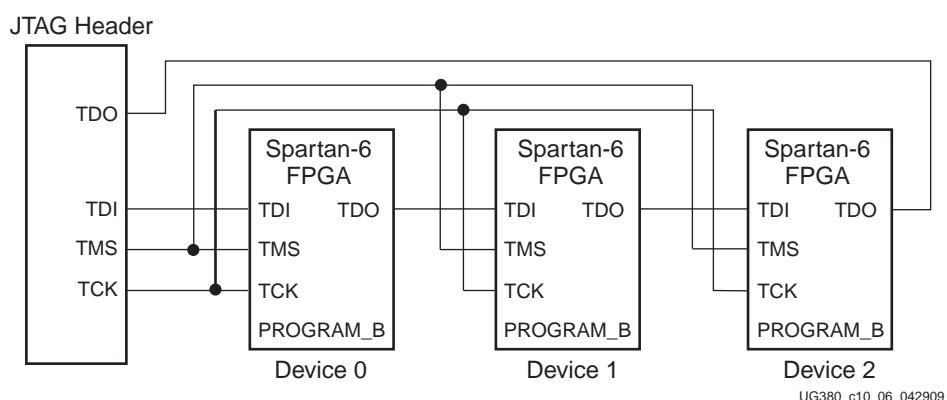 JTAG Header
TDO
TDI
TMS
TCK
Spartan-6
FPGA
TDI TDO
TMS
TCK
PROGRAM_B
Device 0
Spartan-6
FPGA
TDI TDO
TMS
TCK
PROGRAM_B
Device 1
Spartan-6
FPGA
TDI TDO
TMS
TCK
PROGRAM_B
Device 2
UG380_c10_06_042909